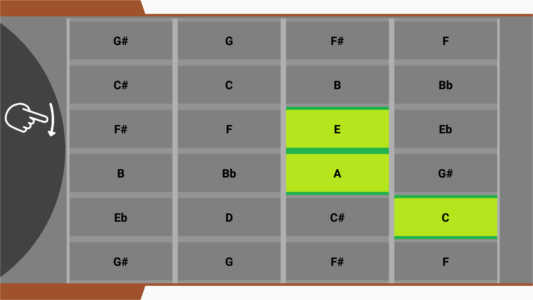 G# G F# F
C# C B Bb
F# F E Eb
B Bb A G#
Eb D C# C
G# G F# F